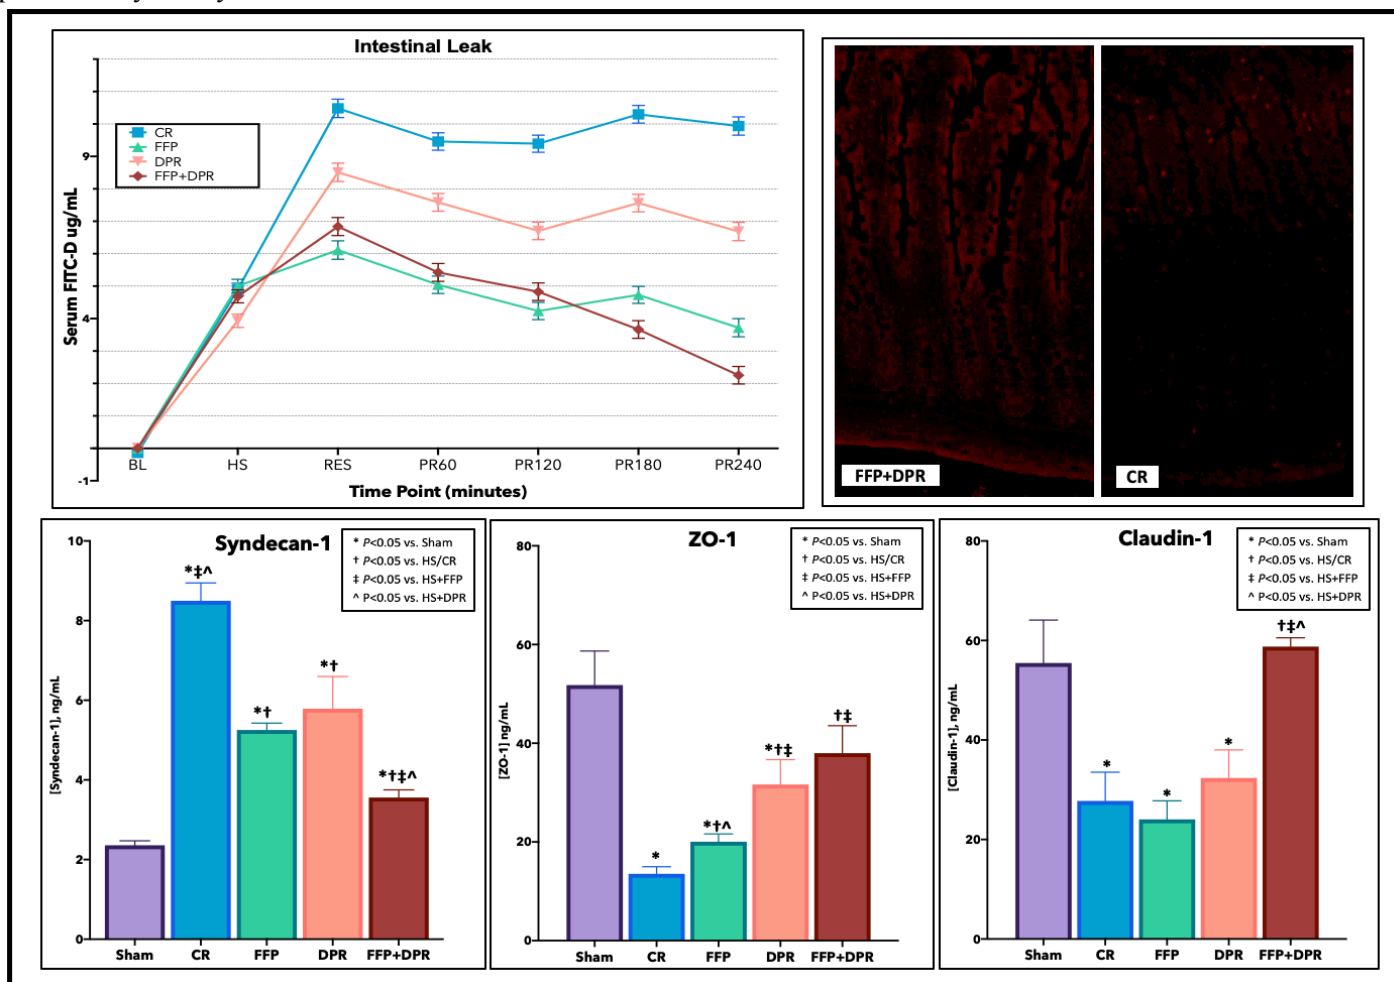 Intestinal Leak
Serum FITC-D ug/mL
9
4
-1
CR
FFP
DPR
FFP+DPR
BL HS RES PR60 PR120 PR180 PR240
Time Point (minutes)
FFP+DPR
CR
Syndecan-1
* P<0.05 vs. Sham
† P<0.05 vs. HS/CR
‡ P<0.05 vs. HS+FFP
^ P<0.05 vs. HS+DPR
[Syndecan-1], ng/mL
10
8
6
4
2
0
*‡^
*†
*†
*†‡^
Sham CR FFP DPR FFP+DPR
ZO-1
* P<0.05 vs. Sham
† P<0.05 vs. HS/CR
‡ P<0.05 vs. HS+FFP
^ P<0.05 vs. HS+DPR
[ZO-1] ng/mL
80
60
40
20
0
*
*†^
*†‡
†‡
Sham CR FFP DPR FFP+DPR
Claudin-1
* P<0.05 vs. Sham
† P<0.05 vs. HS/CR
‡ P<0.05 vs. HS+FFP
^ P<0.05 vs. HS+DPR
[Claudin-1], ng/mL
80
60
40
20
0
*
*
*
†‡^
Sham CR FFP DPR FFP+DPR